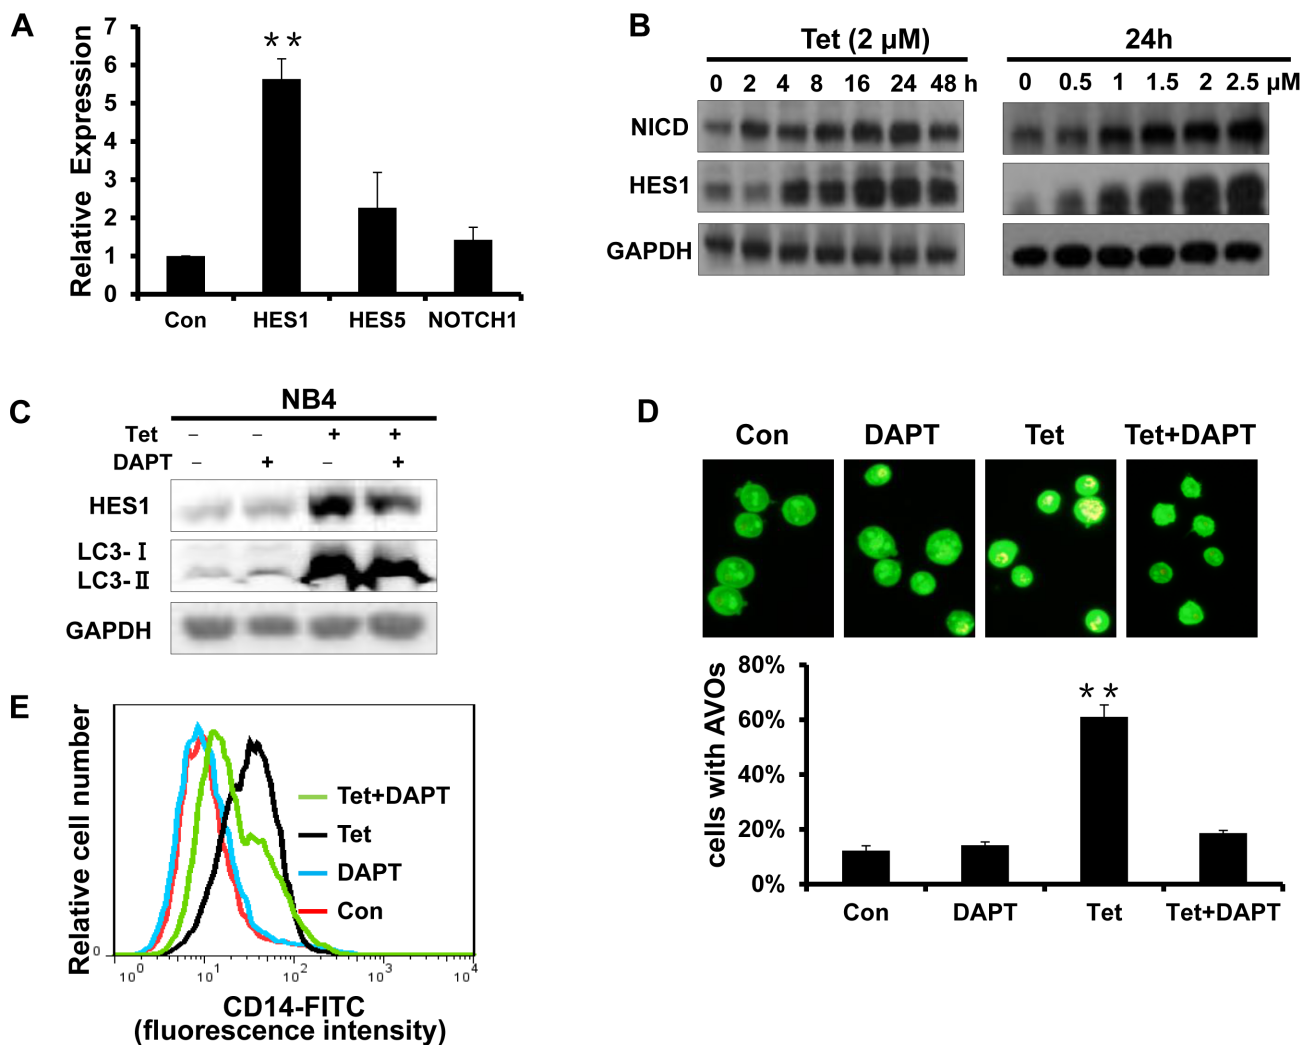 A
7
6
5
4
3
2
1
0
Relative Expression
**
Con HES1 HES5 NOTCH1
B
Tet (2 μM) 24h
0 2 4 8 16 24 48 h 0 0.5 1 1.5 2 2.5 μM
NICD
HES1
GAPDH
C
NB4
Tet – – + +
DAPT – + – +
HES1
LC3- Ⅰ
LC3- Ⅱ
GAPDH
D
Con DAPT Tet Tet+DAPT
80%
60%
40%
20%
0%
cells with AVOs
**
Con DAPT Tet Tet+DAPT
E
Relative cell number
Tet+DAPT
Tet
DAPT
Con
0
10⁰ 10¹ 10² 10³ 10⁴
CD14-FITC
(fluorescence intensity)